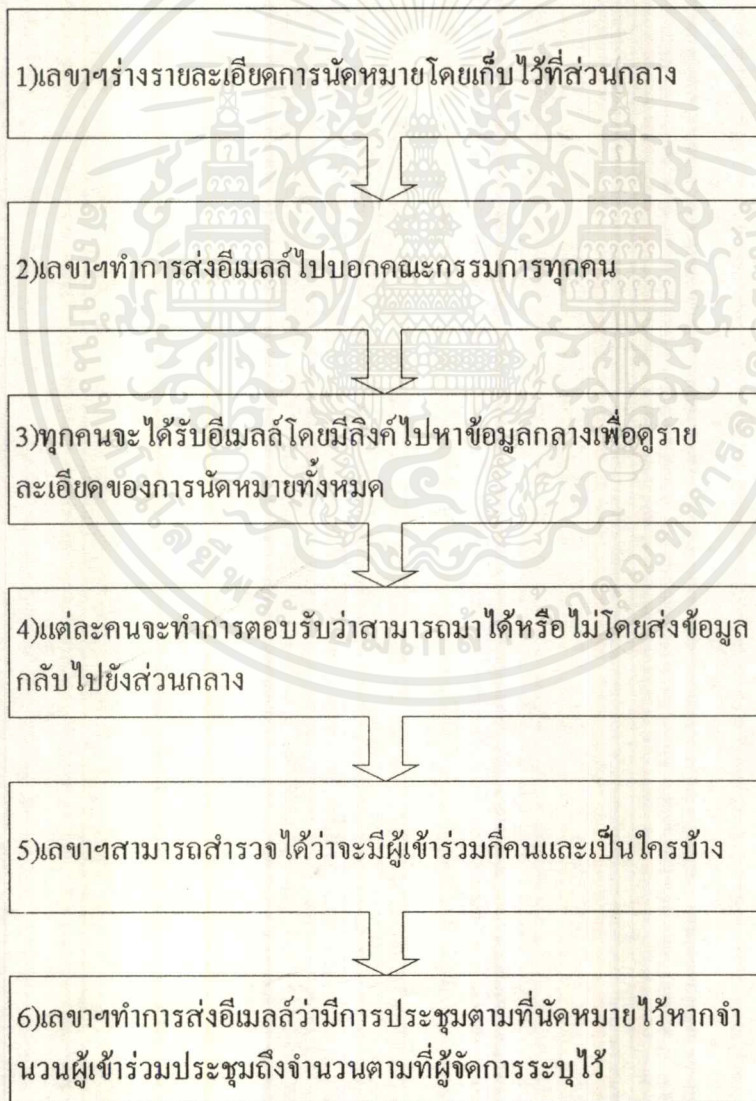 1)เลขาฯร่างรายละเอียดการนัดหมายโดยเก็บไว้ที่ส่วนกลาง
2)เลขาฯทำการส่งอีเมลล์ไปบอกคณะกรรมการทุกคน
3)ทุกคนจะได้รับอีเมลล์โดยมีลิงค์ไปหาข้อมูลกลางเพื่อดูราย
ละเอียดของการนัดหมายทั้งหมด
4)แต่ละคนจะทำการตอบรับว่าสามารถมาได้หรือไม่โดยส่งข้อมูล
กลับไปยังส่วนกลาง
5)เลขาฯสามารถสำรวจได้ว่าจะมีผู้เข้าร่วมกี่คนและเป็นใครบ้าง
6)เลขาฯทำการส่งอีเมลล์ว่ามีการประชุมตามที่นัดหมายไว้หากจำ
นวนผู้เข้าร่วมประชุมถึงจำนวนตามที่ผู้จัดการระบุไว้